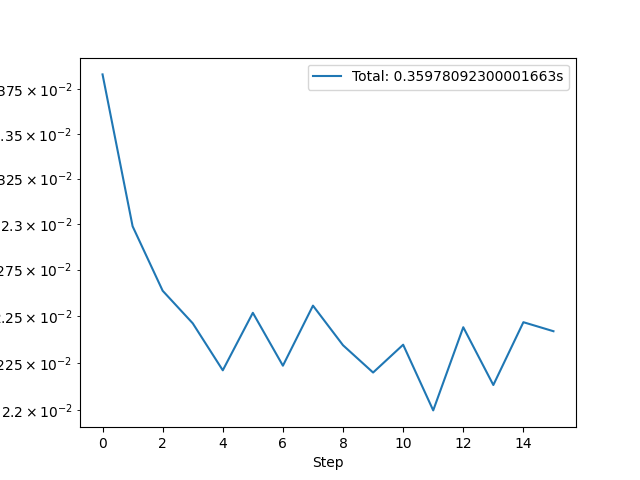 Total: 0.35978092300001663s
375 × 10⁻²
.35 × 10⁻²
325 × 10⁻²
2.3 × 10⁻²
275 × 10⁻²
2.25 × 10⁻²
225 × 10⁻²
2.2 × 10⁻²
0 2 4 6 8 10 12 14
Step